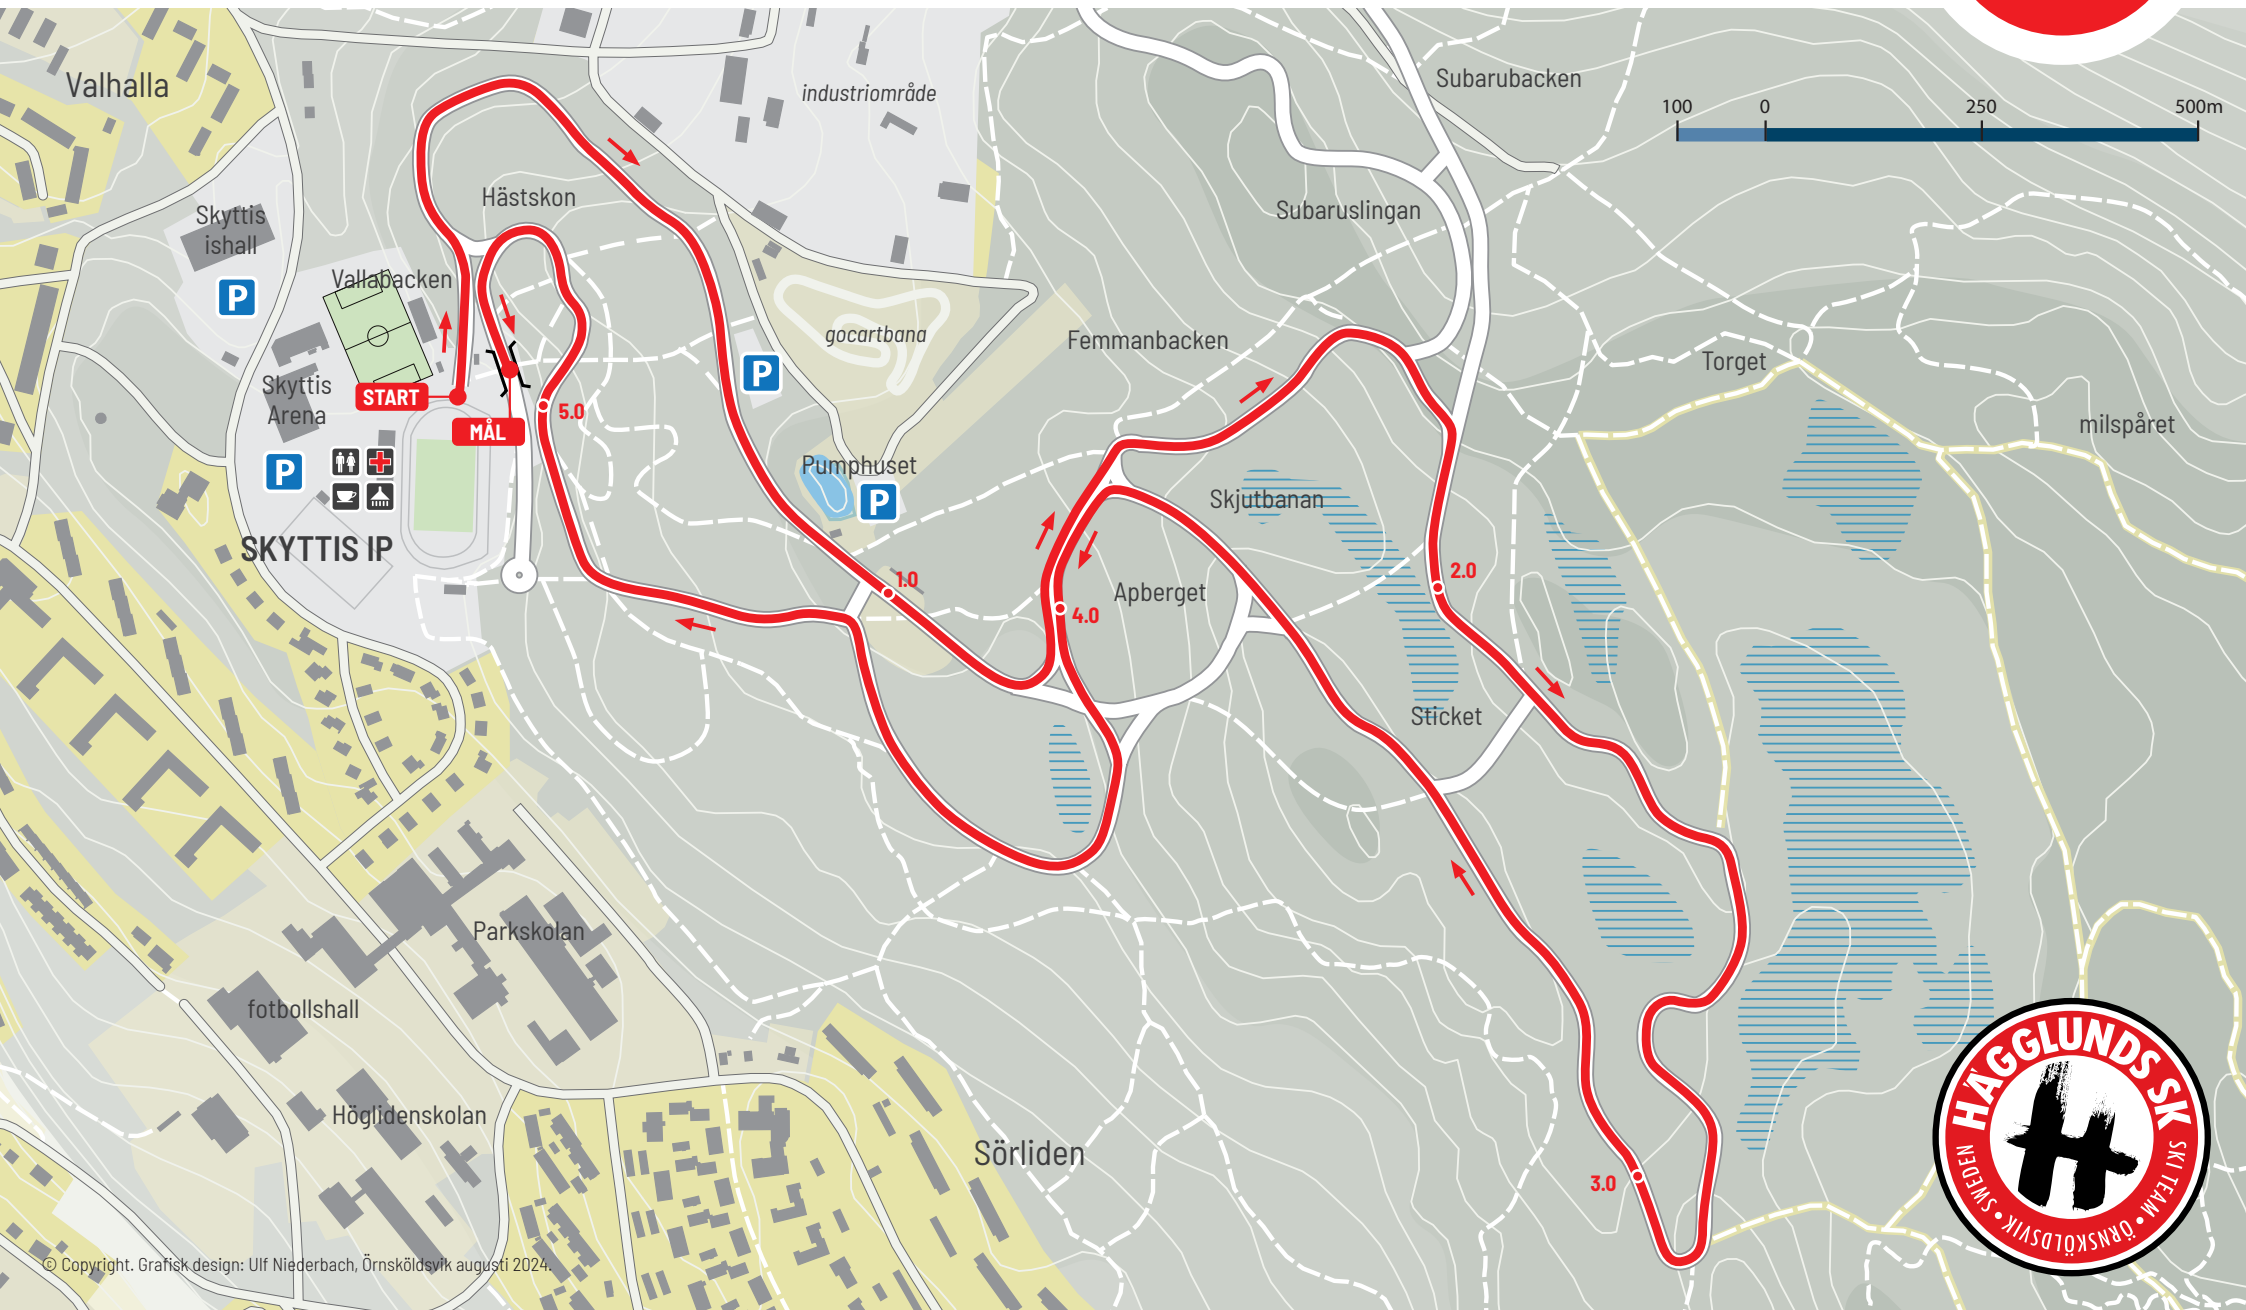 Valhalla
industriområde
Subarubacken
100 0 250 500m
Hästskon
Skyttis
ishall
Subaruslingan
P
Vallabacken
gocartbana
Femmanbacken
Torget
P
Skyttis
Arena
START
MÅL
5.0
milspåret
Pumphuset
P
P
Skjutbanan
SKYTTIS IP
1.0
2.0
Apberget
4.0
Sticket
Parkskolan
fotbollshall
Höglidenskolan
Sörliden
3.0
HÄGGLUNDS SK
SKI TEAM • ÖRNSKÖLDSVIK • SWEDEN
© Copyright. Grafisk design: Ulf Niederbach, Örnsköldsvik augusti 2024.